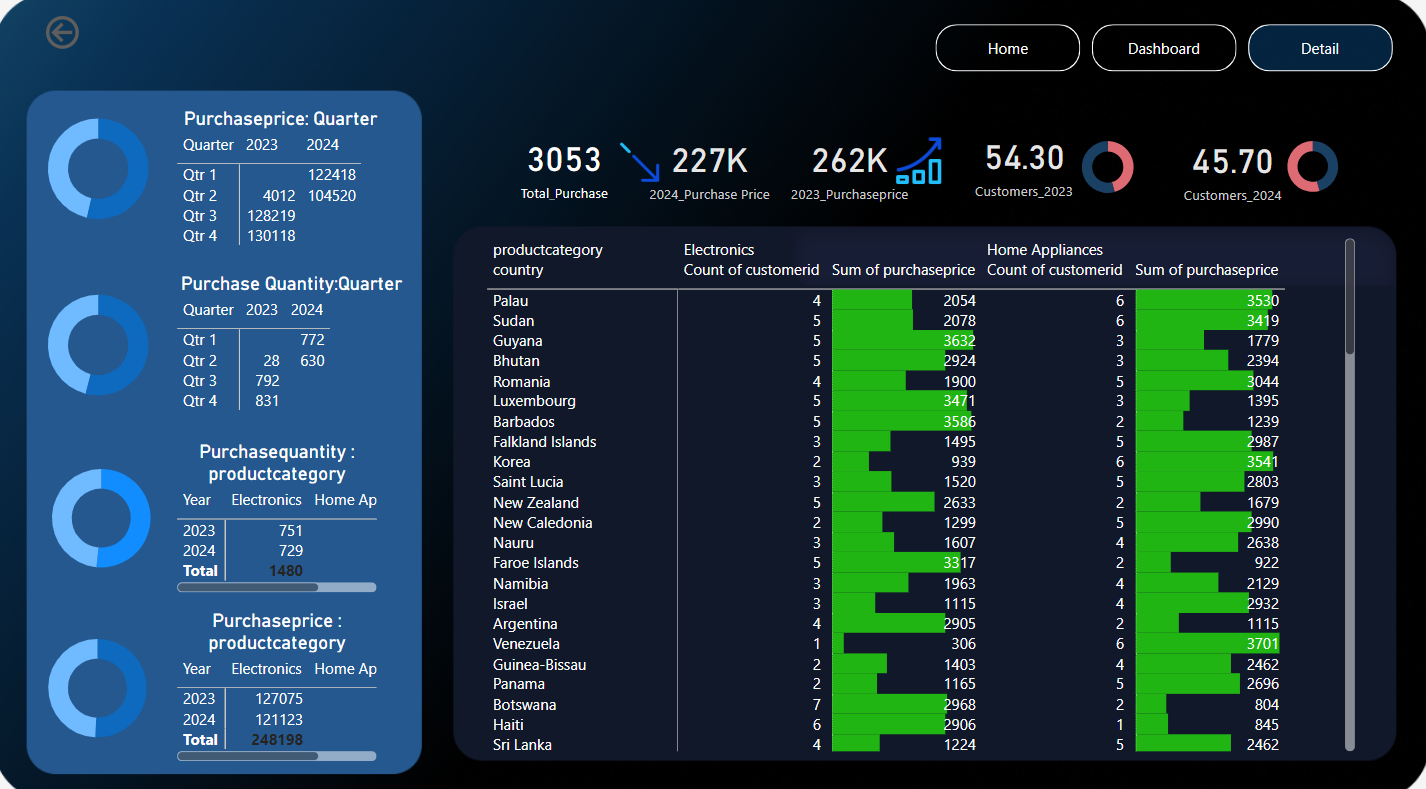 Home Dashboard Detail
Purchaseprice: Quarter
Quarter 2023 2024
Qtr 1 122418
Qtr 2 4012 104520
Qtr 3 128219
Qtr 4 130118
Purchase Quantity:Quarter
Quarter 2023 2024
Qtr 1 772
Qtr 2 28 630
Qtr 3 792
Qtr 4 831
Purchasequantity :
productcategory
Year Electronics Home Ap
2023 751
2024 729
Total 1480
Purchaseprice :
productcategory
Year Electronics Home Ap
2023 127075
2024 121123
Total 248198
3053 227K 262K 54.30 45.70
Total_Purchase 2024_Purchase Price 2023_Purchaseprice Customers_2023 Customers_2024
productcategory Electronics Home Appliances
country Count of customerid Sum of purchaseprice Count of customerid Sum of purchaseprice
Palau 4 2054 6 3530
Sudan 5 2078 6 3419
Guyana 5 3632 3 1779
Bhutan 5 2924 3 2394
Romania 4 1900 5 3044
Luxembourg 5 3471 3 1395
Barbados 5 3586 2 1239
Falkland Islands 3 1495 5 2987
Korea 2 939 6 3541
Saint Lucia 3 1520 5 2803
New Zealand 5 2633 2 1679
New Caledonia 2 1299 5 2990
Nauru 3 1607 4 2638
Faroe Islands 5 3317 2 922
Namibia 3 1963 4 2129
Israel 3 1115 4 2932
Argentina 4 2905 2 1115
Venezuela 1 306 6 3701
Guinea-Bissau 2 1403 4 2462
Panama 2 1165 5 2696
Botswana 7 2968 2 804
Haiti 6 2906 1 845
Sri Lanka 4 1224 5 2462